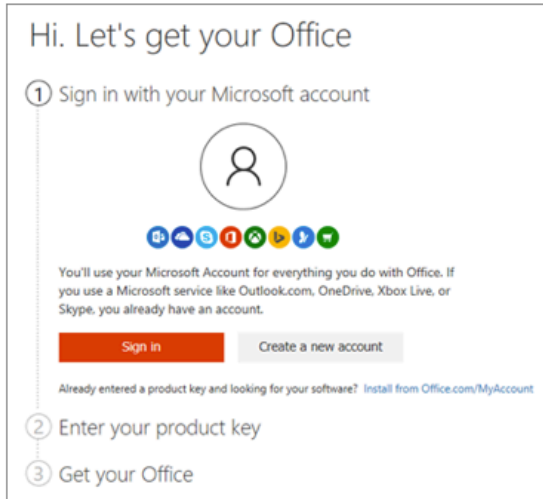 Hi. Let's get your Office
1 Sign in with your Microsoft account
You'll use your Microsoft Account for everything you do with Office. If
you use a Microsoft service like Outlook.com, OneDrive, Xbox Live, or
Skype, you already have an account.
Sign in Create a new account
Already entered a product key and looking for your software? Install from Office.com/MyAccount
2 Enter your product key
3 Get your Office